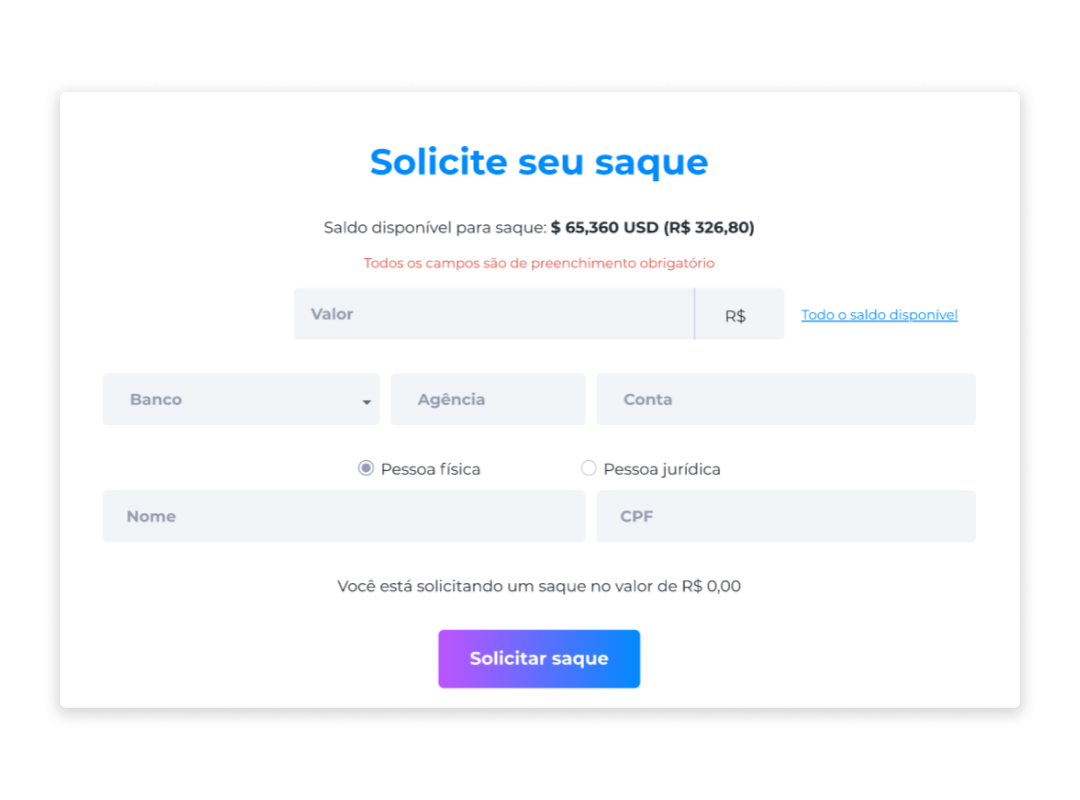 Solicite seu saque
Saldo disponível para saque: $ 65,360 USD (R$ 326,80)
Todos os campos são de preenchimento obrigatório
Valor R$ Todo o saldo disponível
Banco Agência Conta
Pessoa física Pessoa jurídica
Nome CPF
Você está solicitando um saque no valor de R$ 0,00
Solicitar saque